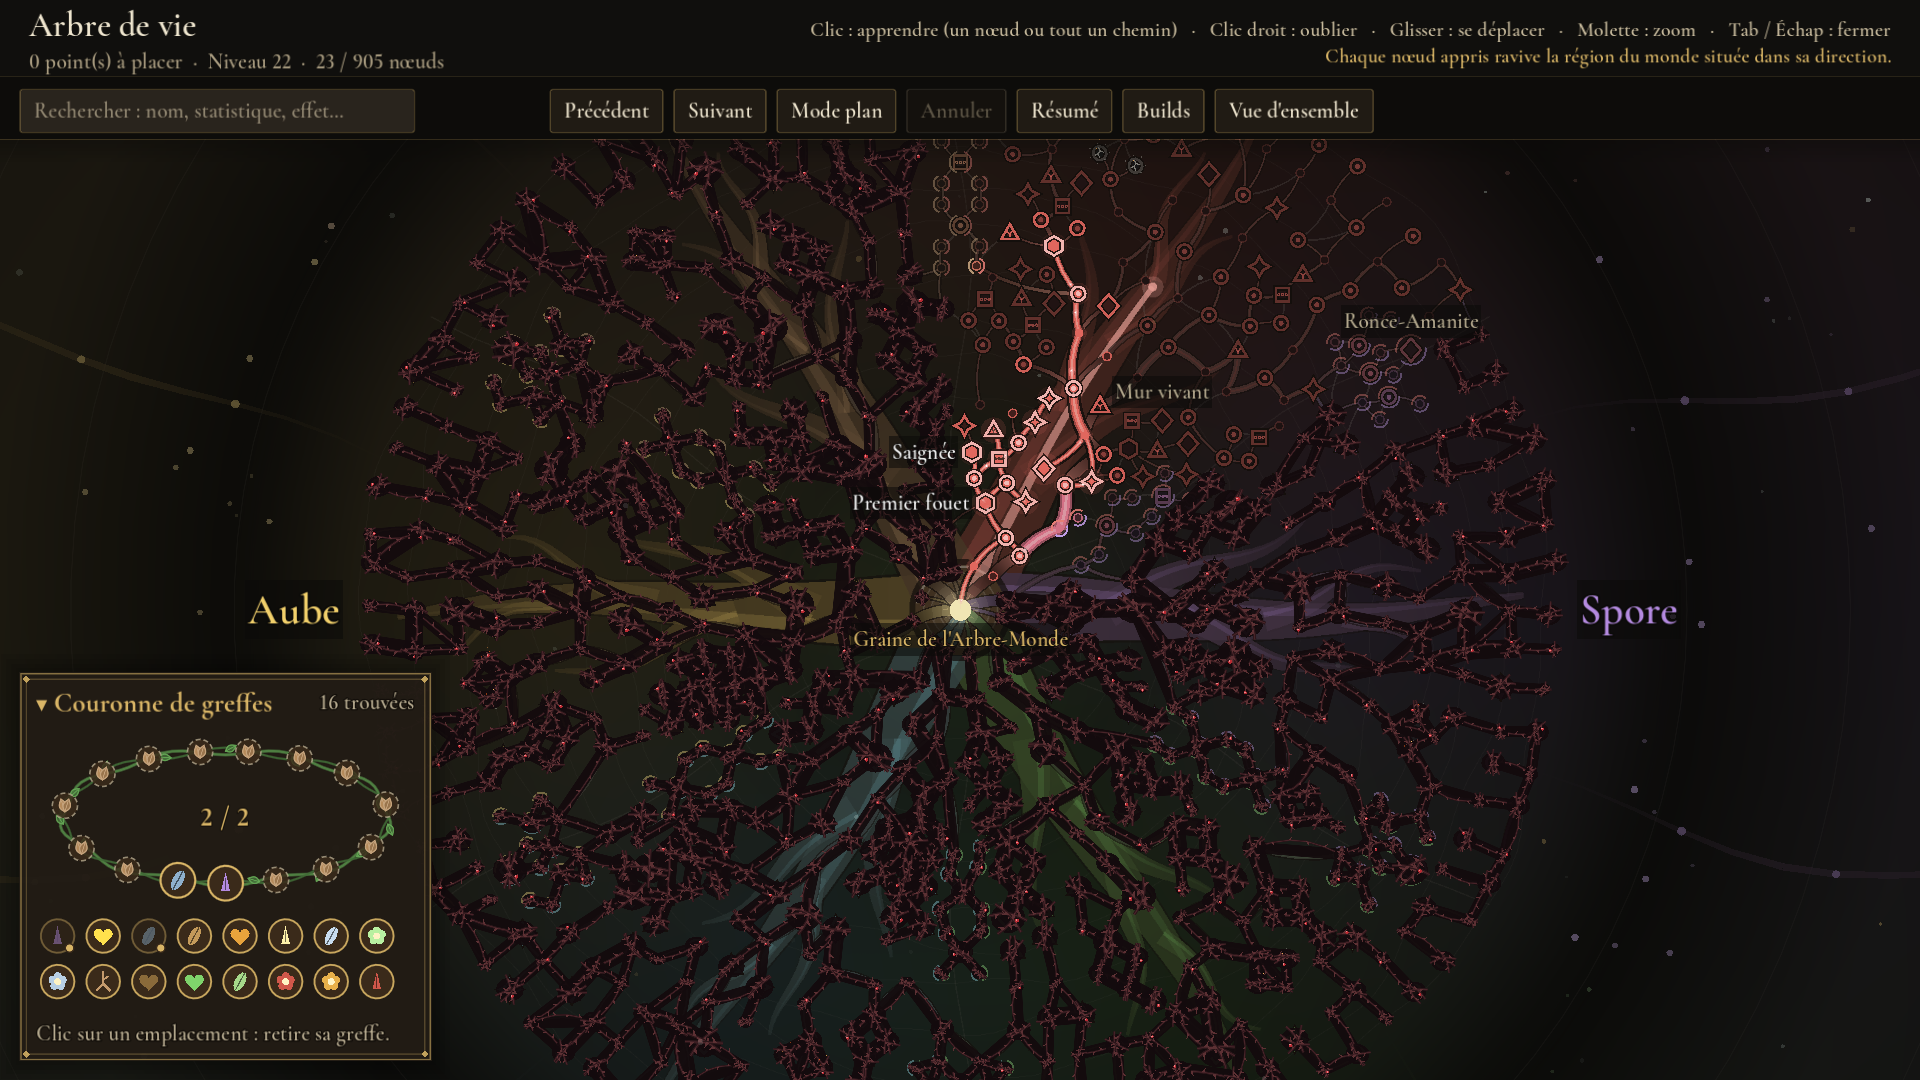 Arbre de vie
0 point(s) à placer · Niveau 22 · 23 / 905 nœuds
Clic : apprendre (un nœud ou tout un chemin) · Clic droit : oublier · Glisser : se déplacer · Molette : zoom · Tab / Échap : fermer
Chaque nœud appris ravive la région du monde située dans sa direction.
Rechercher : nom, statistique, effet...
Précédent
Suivant
Mode plan
Annuler
Résumé
Builds
Vue d'ensemble
Ronce-Amanite
Mur vivant
Saignée
Premier fouet
Aube
Spore
Graine de l'Arbre-Monde
▾ Couronne de greffes
16 trouvées
2 / 2
Clic sur un emplacement : retire sa greffe.